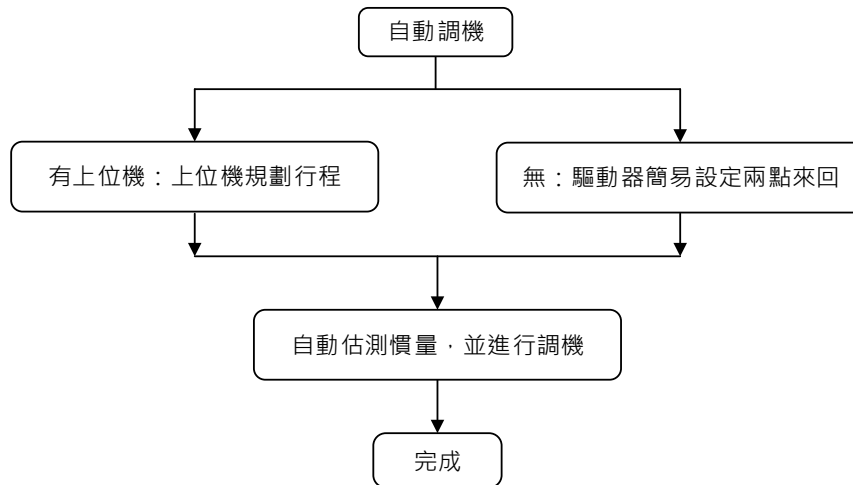 自動調機
有上位機：上位機規劃行程
無：驅動器簡易設定兩點來回
自動估測慣量，並進行調機
完成